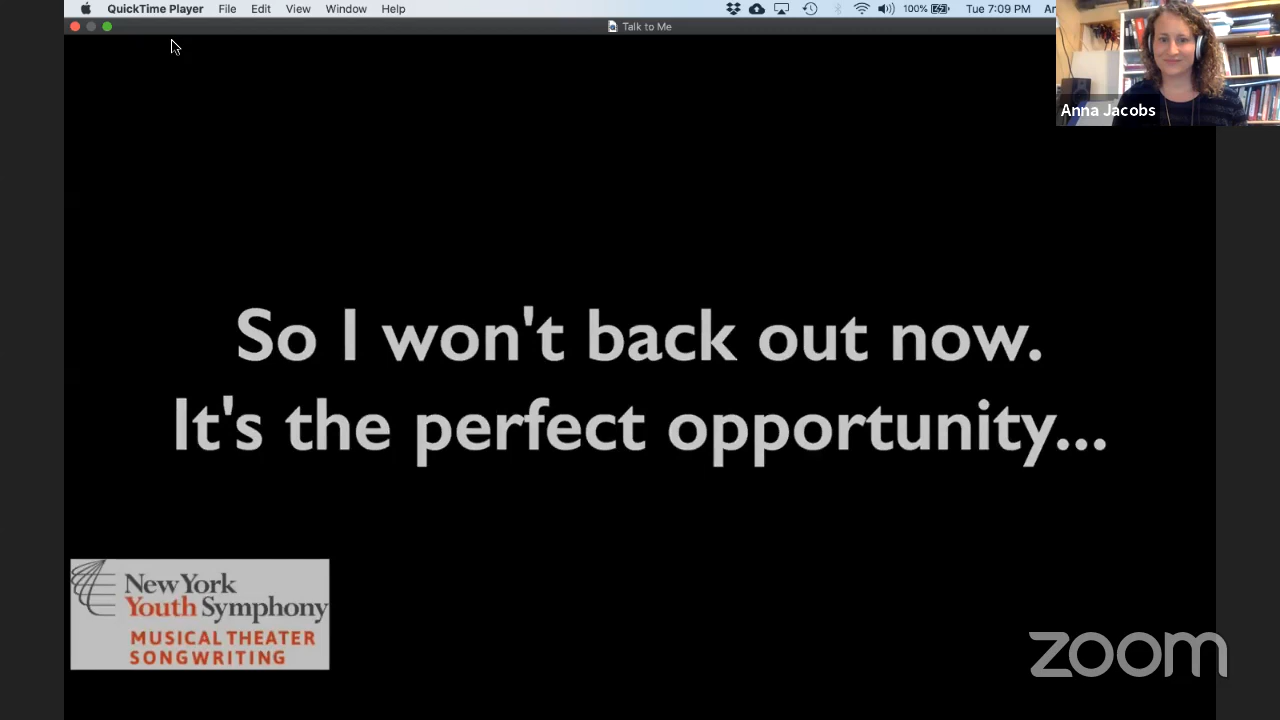 QuickTime Player File Edit View Window Help 100% Tue 7:09 PM
Talk to Me
Anna Jacobs
So I won't back out now.
It's the perfect opportunity...
New York
Youth Symphony
MUSICAL THEATER
SONGWRITING
zoom